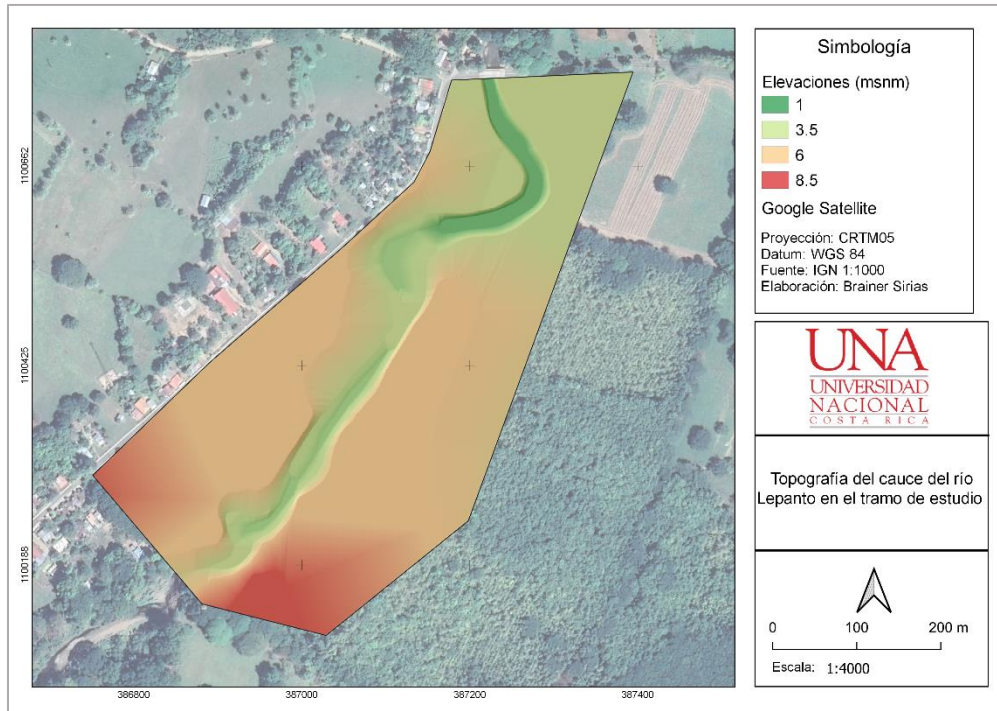 Simbología
Elevaciones (msnm)
1
3.5
6
8.5
Google Satellite
Proyección: CRTM05
Datum: WGS 84
Fuente: IGN 1:1000
Elaboración: Brainer Sirias
UNA
UNIVERSIDAD
NACIONAL
COSTA RICA
Topografía del cauce del río
Lepanto en el tramo de estudio
0 100 200 m
Escala: 1:4000
1100662
1100425
1100188
386800 387000 387200 387400